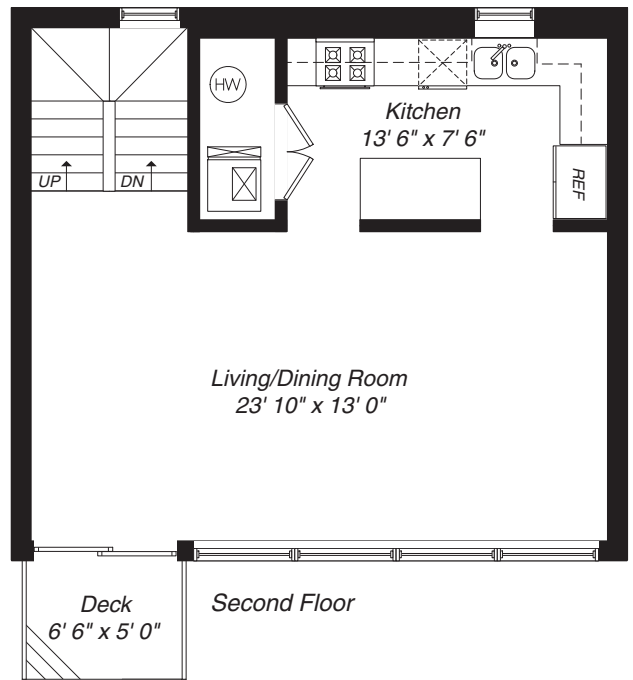 HW
Kitchen
13' 6" x 7' 6"
UP
DN
REF
Living/Dining Room
23' 10" x 13' 0"
Deck
6' 6" x 5' 0"
Second Floor